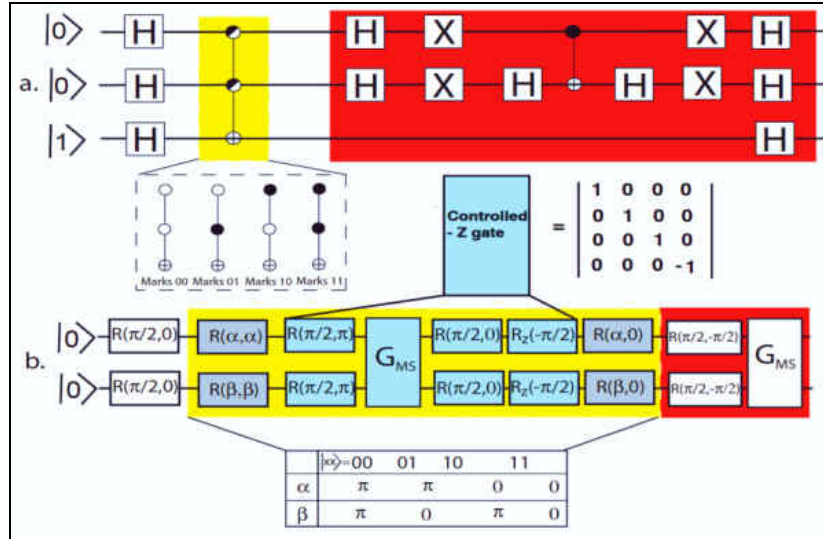 |0⟩ H H X X H
a. |0⟩ H H X H H X H
|1⟩ H H
Marks 00 Marks 01 Marks 10 Marks 11
Controlled
- Z gate
=
1 0 0 0
0 1 0 0
0 0 1 0
0 0 0 -1
b.
|0⟩ R(π/2,0) R(α,α) R(π/2,π) R(π/2,0) R_Z(-π/2) R(α,0) R(π/2,-π/2)
G_MS G_MS
|0⟩ R(π/2,0) R(β,β) R(π/2,π) R(π/2,0) R_Z(-π/2) R(β,0) R(π/2,-π/2)
|xx⟩=00 01 10 11
α π π 0 0
β π 0 π 0